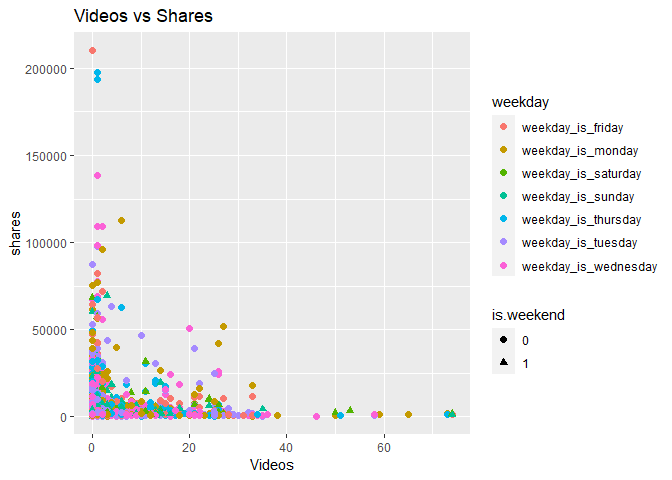 Videos vs Shares
200000
150000
100000
50000
0
shares
0
20
40
60
Videos
weekday
weekday_is_friday
weekday_is_monday
weekday_is_saturday
weekday_is_sunday
weekday_is_thursday
weekday_is_tuesday
weekday_is_wednesday
is.weekend
0
1